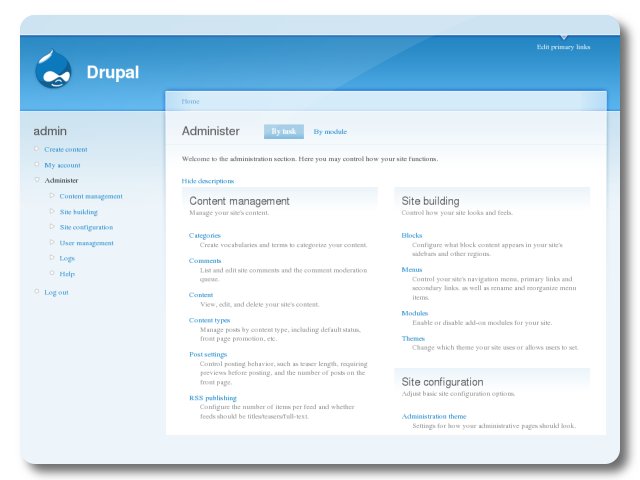 Edit primary links
Drupal
Home
admin
Create content
My account
Administer
Content management
Site building
Site configuration
User management
Logs
Help
Log out
Administer
By task
By module
Welcome to the administration section. Here you may control how your site functions.
Hide descriptions
Content management
Manage your site's content.
Categories
Create vocabularies and terms to categorize your content.
Comments
List and edit site comments and the comment moderation
queue.
Content
View, edit, and delete your site's content.
Content types
Manage posts by content type, including default status,
front page promotion, etc.
Post settings
Control posting behavior, such as teaser length, requiring
previews before posting, and the number of posts on the
front page.
RSS publishing
Configure the number of items per feed and whether
feeds should be titles/teasers/full-text.
Site building
Control how your site looks and feels.
Blocks
Configure what block content appears in your site's
sidebars and other regions.
Menus
Control your site's navigation menu, primary links and
secondary links, as well as rename and reorganize menu
items.
Modules
Enable or disable add-on modules for your site.
Themes
Change which theme your site uses or allows users to set.
Site configuration
Adjust basic site configuration options.
Administration theme
Settings for how your administrative pages should look.